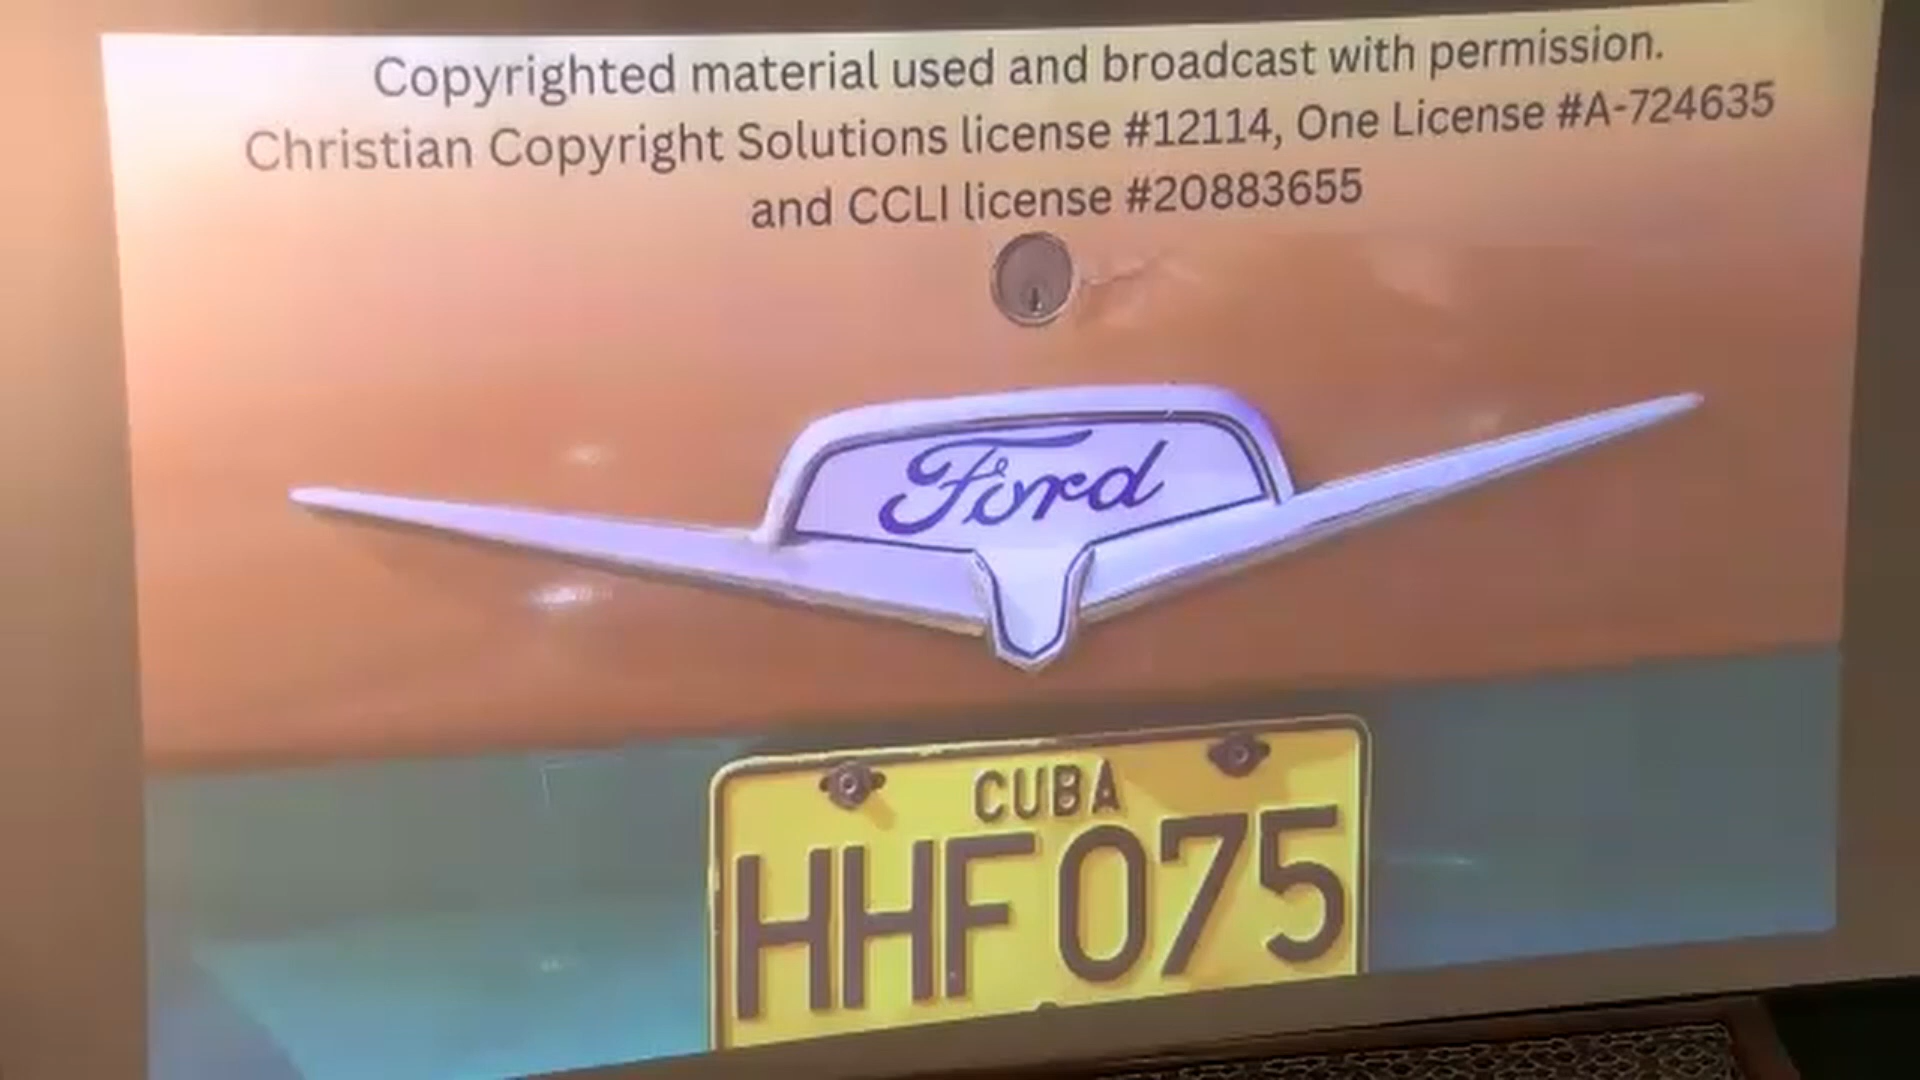 Copyrighted material used and broadcast with permission.
Christian Copyright Solutions license #12114, One License #A-724635
and CCLI license #20883655
Ford
CUBA
HHF 075